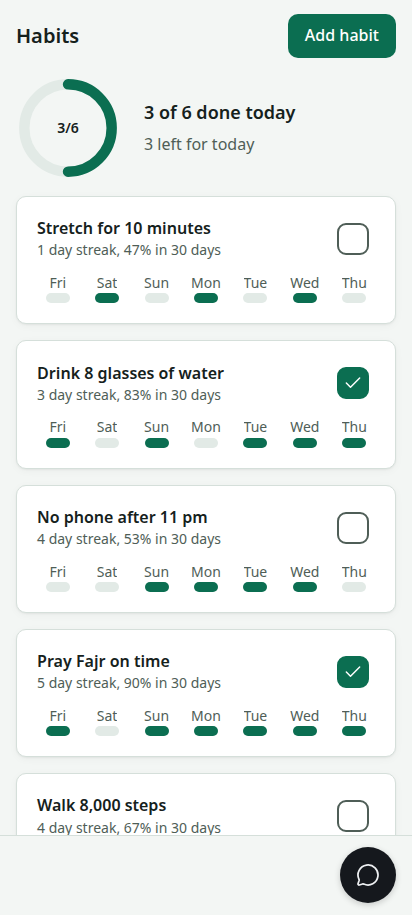 Habits
Add habit
3/6
3 of 6 done today
3 left for today
Stretch for 10 minutes
1 day streak, 47% in 30 days
Fri Sat Sun Mon Tue Wed Thu
Drink 8 glasses of water
3 day streak, 83% in 30 days
Fri Sat Sun Mon Tue Wed Thu
No phone after 11 pm
4 day streak, 53% in 30 days
Fri Sat Sun Mon Tue Wed Thu
Pray Fajr on time
5 day streak, 90% in 30 days
Fri Sat Sun Mon Tue Wed Thu
Walk 8,000 steps
4 day streak, 67% in 30 days